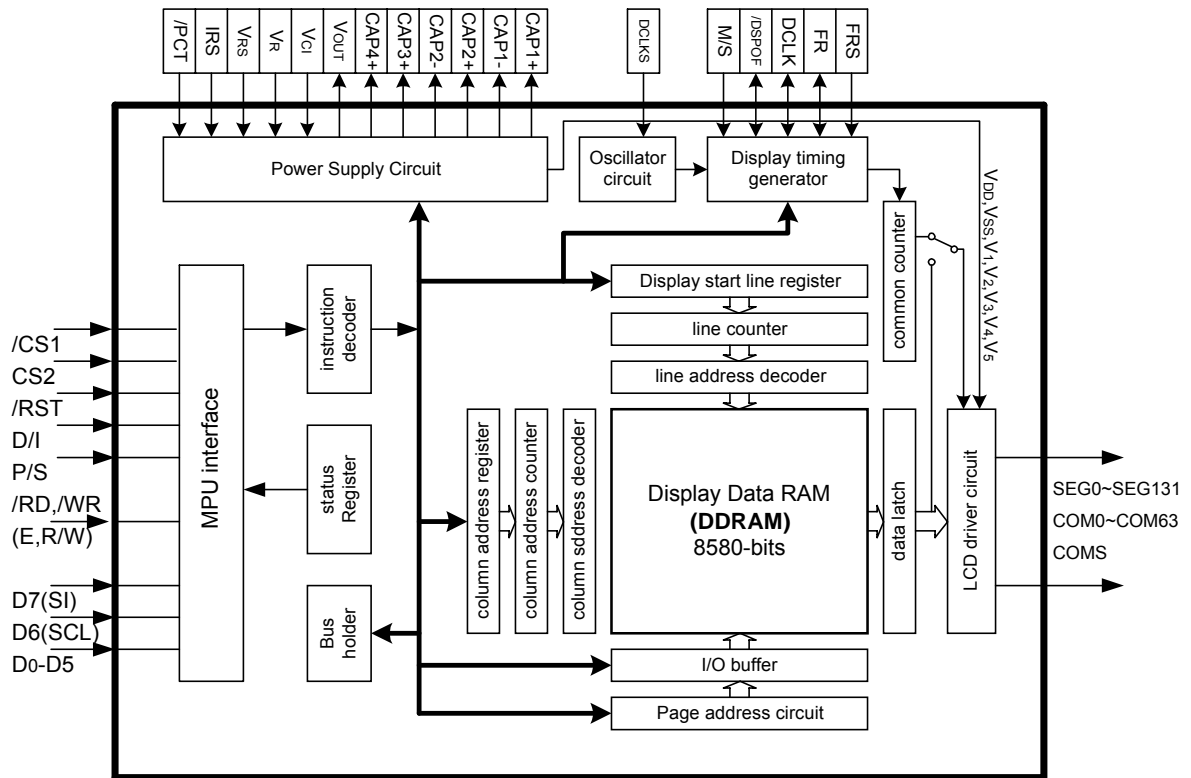 /PCT
IRS
VRS
VR
VCI
VOUT
CAP4+
CAP3+
CAP2-
CAP2+
CAP1-
CAP1+
DCLKS
M/S
/DSPOF
DCLK
FR
FRS
Power Supply Circuit
Oscillator
circuit
Display timing
generator
VDD,VSS,V1,V2,V3,V4,V5
common counter
Display start line register
line counter
line address decoder
MPU interface
instruction
decoder
status
Register
Bus
holder
column address register
column address counter
column sddress decoder
Display Data RAM
(DDRAM)
8580-bits
data latch
LCD driver circuit
I/O buffer
Page address circuit
/CS1
CS2
/RST
D/I
P/S
/RD,/WR
(E,R/W)
D7(SI)
D6(SCL)
D0-D5
SEG0~SEG131
COM0~COM63
COMS